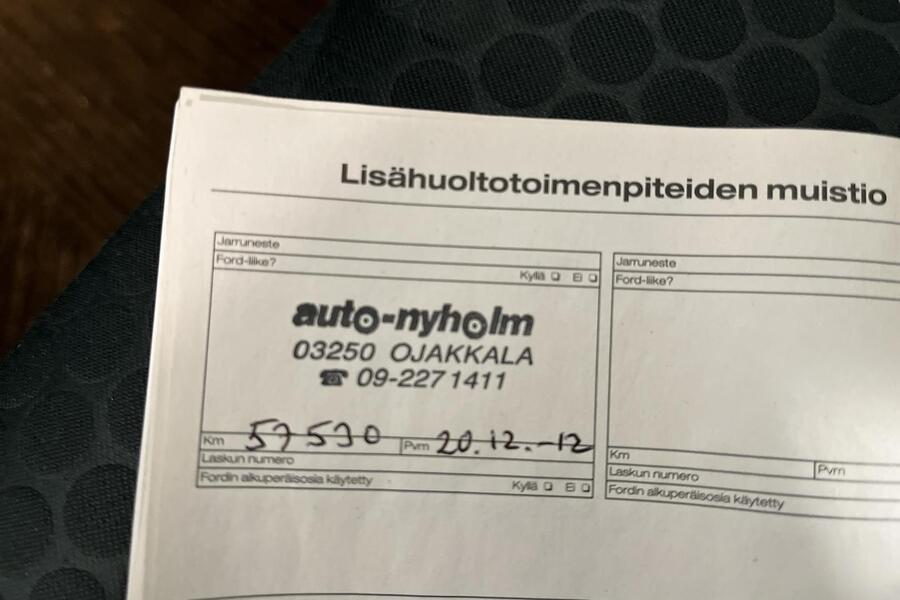 Lisähuoltotoimenpiteiden muistio
Jarruneste
Ford-liike?
Kyllä Ei
auto-nyholm
03250 OJAKKALA
☎ 09-2271411
Km 57530 Pvm 20.12.-12
Laskun numero
Fordin alkuperäisosia käytetty
Kyllä Ei
Jarruneste
Ford-liike?
Km Pvm
Laskun numero
Fordin alkuperäisosia käytetty